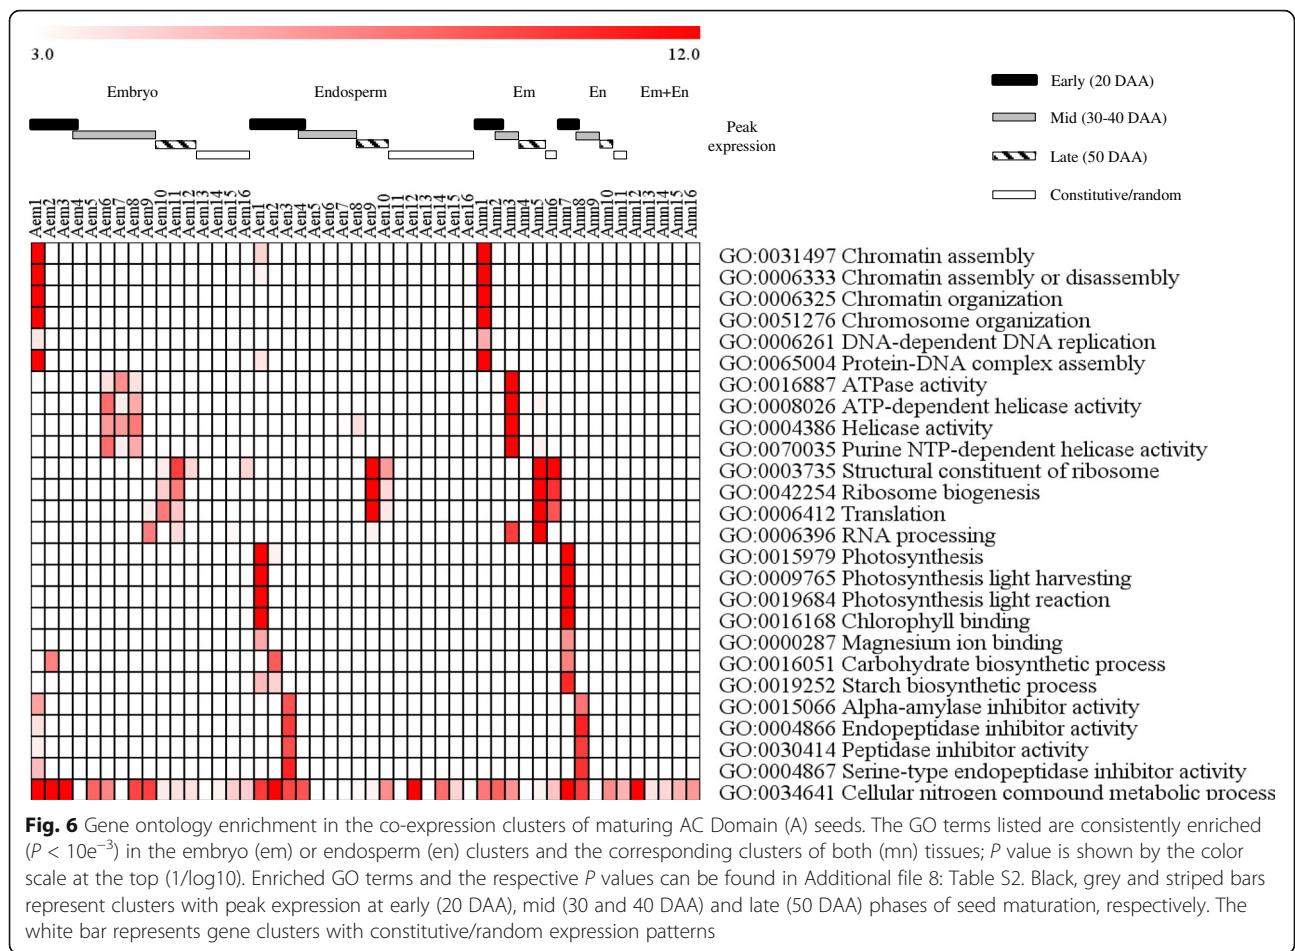 3.0 12.0
Embryo Endosperm Em En Em+En
Peak
expression
Early (20 DAA)
Mid (30-40 DAA)
Late (50 DAA)
Constitutive/random
Aem1 Aem2 Aem3 Aem4 Aem5 Aem6 Aem7 Aem8 Aem9 Aem10 Aem11 Aem12 Aem13 Aem14 Aem15 Aem16 Aen1 Aen2 Aen3 Aen4 Aen5 Aen6 Aen7 Aen8 Aen9 Aen10 Aen11 Aen12 Aen13 Aen14 Aen15 Aen16 Amn1 Amn2 Amn3 Amn4 Amn5 Amn6 Amn7 Amn8 Amn9 Amn10 Amn11 Amn12 Amn13 Amn14 Amn15 Amn16
GO:0031497 Chromatin assembly
GO:0006333 Chromatin assembly or disassembly
GO:0006325 Chromatin organization
GO:0051276 Chromosome organization
GO:0006261 DNA-dependent DNA replication
GO:0065004 Protein-DNA complex assembly
GO:0016887 ATPase activity
GO:0008026 ATP-dependent helicase activity
GO:0004386 Helicase activity
GO:0070035 Purine NTP-dependent helicase activity
GO:0003735 Structural constituent of ribosome
GO:0042254 Ribosome biogenesis
GO:0006412 Translation
GO:0006396 RNA processing
GO:0015979 Photosynthesis
GO:0009765 Photosynthesis light harvesting
GO:0019684 Photosynthesis light reaction
GO:0016168 Chlorophyll binding
GO:0000287 Magnesium ion binding
GO:0016051 Carbohydrate biosynthetic process
GO:0019252 Starch biosynthetic process
GO:0015066 Alpha-amylase inhibitor activity
GO:0004866 Endopeptidase inhibitor activity
GO:0030414 Peptidase inhibitor activity
GO:0004867 Serine-type endopeptidase inhibitor activity
GO:0034641 Cellular nitrogen compound metabolic process
Fig. 6 Gene ontology enrichment in the co-expression clusters of maturing AC Domain (A) seeds. The GO terms listed are consistently enriched
(P < 10e⁻³) in the embryo (em) or endosperm (en) clusters and the corresponding clusters of both (mn) tissues; P value is shown by the color
scale at the top (1/log10). Enriched GO terms and the respective P values can be found in Additional file 8: Table S2. Black, grey and striped bars
represent clusters with peak expression at early (20 DAA), mid (30 and 40 DAA) and late (50 DAA) phases of seed maturation, respectively. The
white bar represents gene clusters with constitutive/random expression patterns